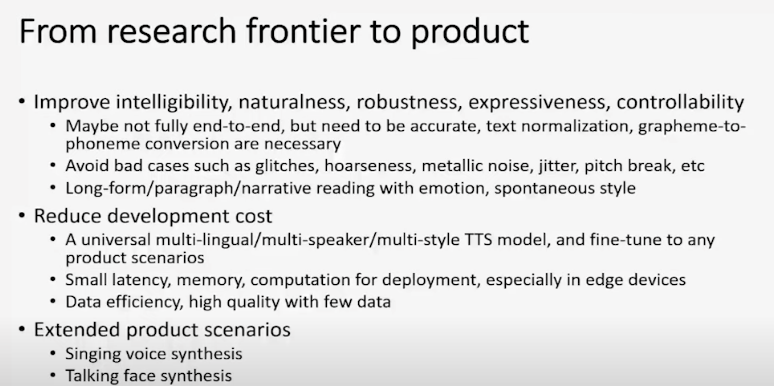 From research frontier to product
• Improve intelligibility, naturalness, robustness, expressiveness, controllability
• Maybe not fully end-to-end, but need to be accurate, text normalization, grapheme-to-
phoneme conversion are necessary
• Avoid bad cases such as glitches, hoarseness, metallic noise, jitter, pitch break, etc
• Long-form/paragraph/narrative reading with emotion, spontaneous style
• Reduce development cost
• A universal multi-lingual/multi-speaker/multi-style TTS model, and fine-tune to any
product scenarios
• Small latency, memory, computation for deployment, especially in edge devices
• Data efficiency, high quality with few data
• Extended product scenarios
• Singing voice synthesis
• Talking face synthesis